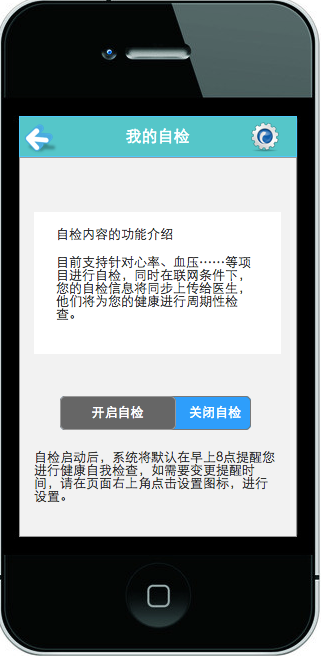 我的自检
自检内容的功能介绍
目前支持针对心率、血压……等项
目进行自检，同时在联网条件下，
您的自检信息将同步上传给医生，
他们将为您的健康进行周期性检
查。
开启自检
关闭自检
自检启动后，系统将默认在早上8点提醒您
进行健康自我检查，如需要变更提醒时
间，请在页面右上角点击设置图标，进行
设置。